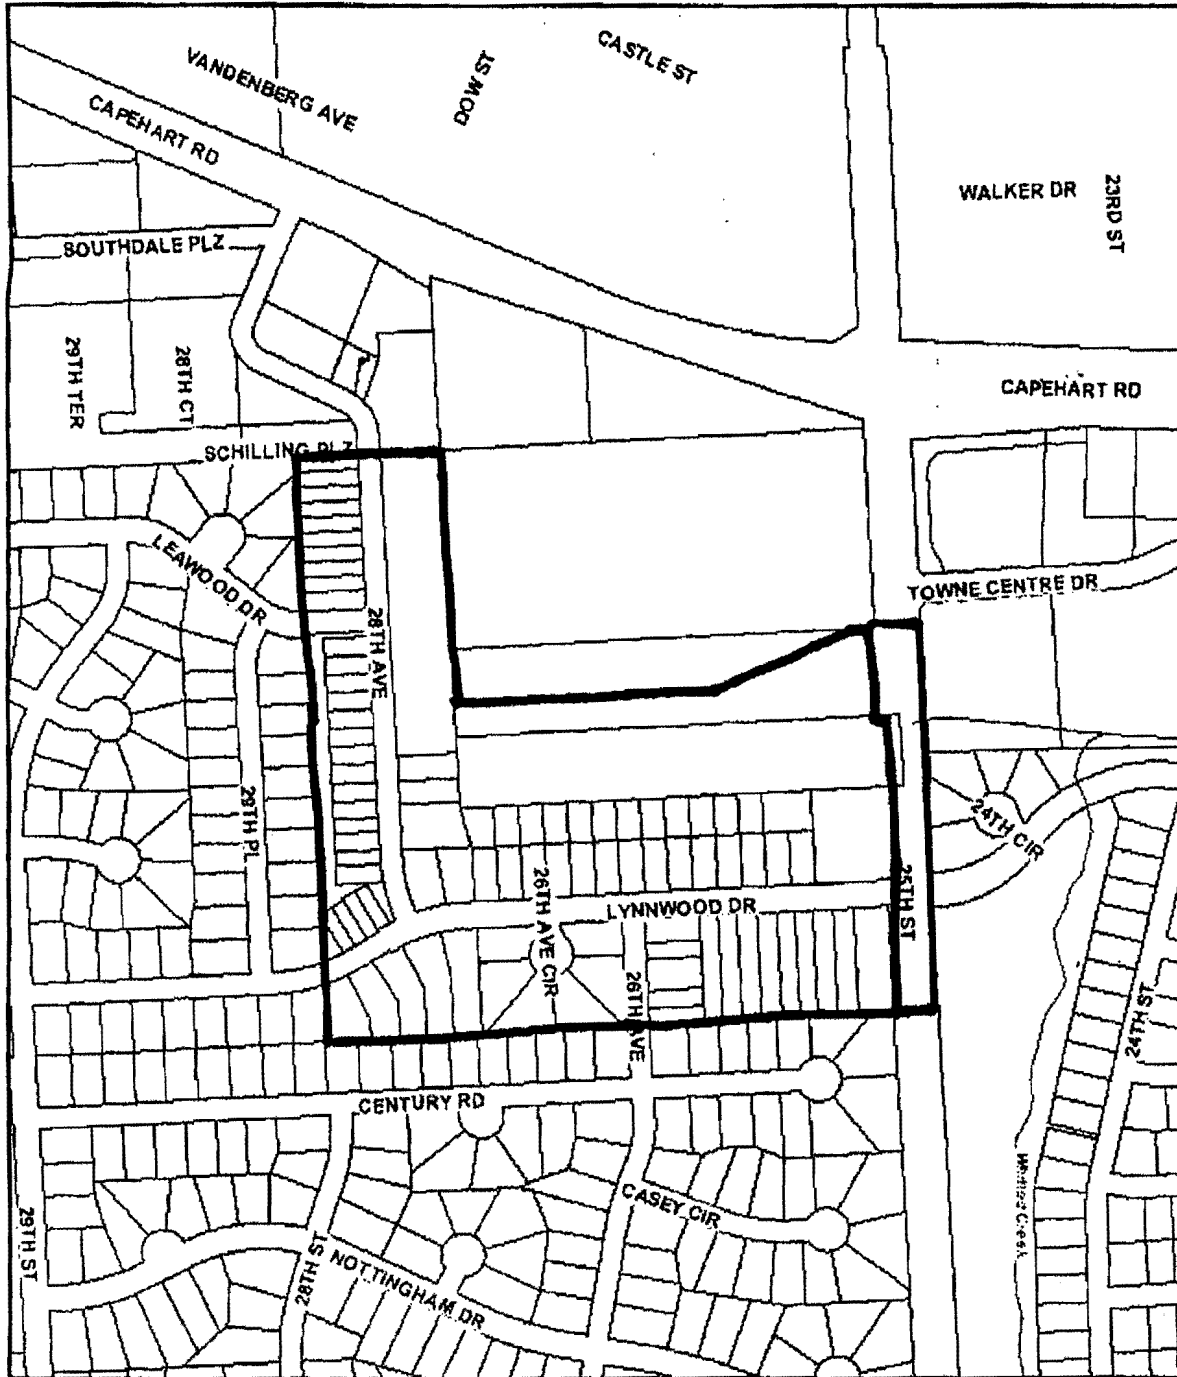 CASTLE ST
VANDENBERG AVE
DOW ST
CAPEHART RD
WALKER DR
23RD ST
SOUTHDALE PLZ
29TH TER
28TH CT
CAPEHART RD
SCHILLING PLZ
LEAWOOD DR
TOWNE CENTRE DR
28TH AVE
29TH PL
24TH CIR
26TH AVE CIR
LYNNWOOD DR
25TH ST
26TH AVE
24TH ST
CENTURY RD
CASEY CIR
29TH ST
28TH ST
NOTTINGHAM DR
Creek